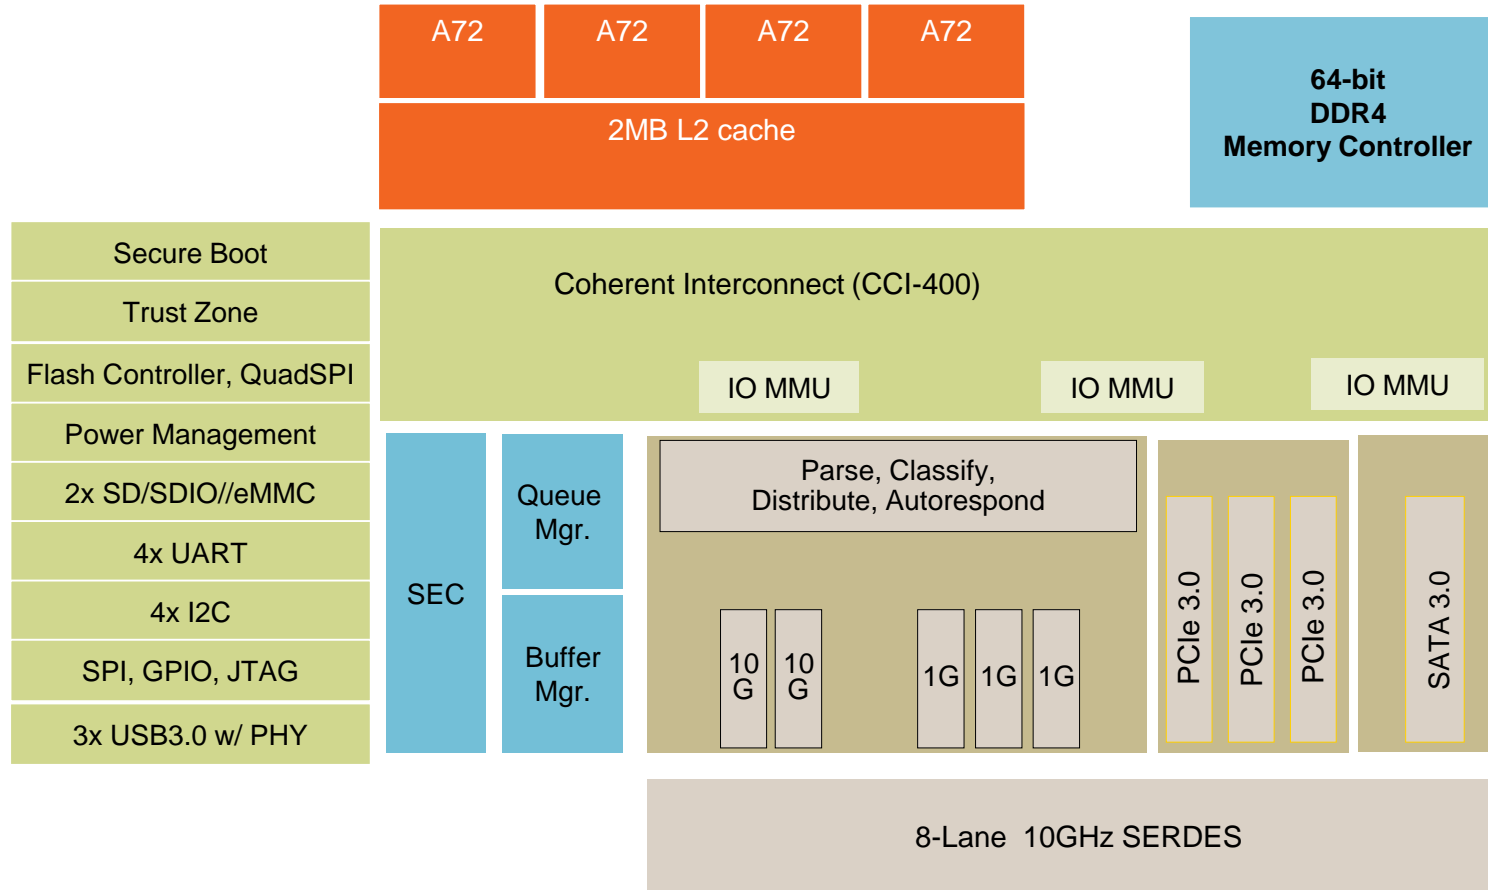 A72
A72
A72
A72
2MB L2 cache
64-bit
DDR4
Memory Controller
Secure Boot
Trust Zone
Flash Controller, QuadSPI
Power Management
2x SD/SDIO//eMMC
4x UART
4x I2C
SPI, GPIO, JTAG
3x USB3.0 w/ PHY
Coherent Interconnect (CCI-400)
IO MMU
IO MMU
IO MMU
SEC
Queue
Mgr.
Buffer
Mgr.
Parse, Classify,
Distribute, Autorespond
10
G
10
G
1G
1G
1G
PCIe 3.0
PCIe 3.0
PCIe 3.0
SATA 3.0
8-Lane 10GHz SERDES